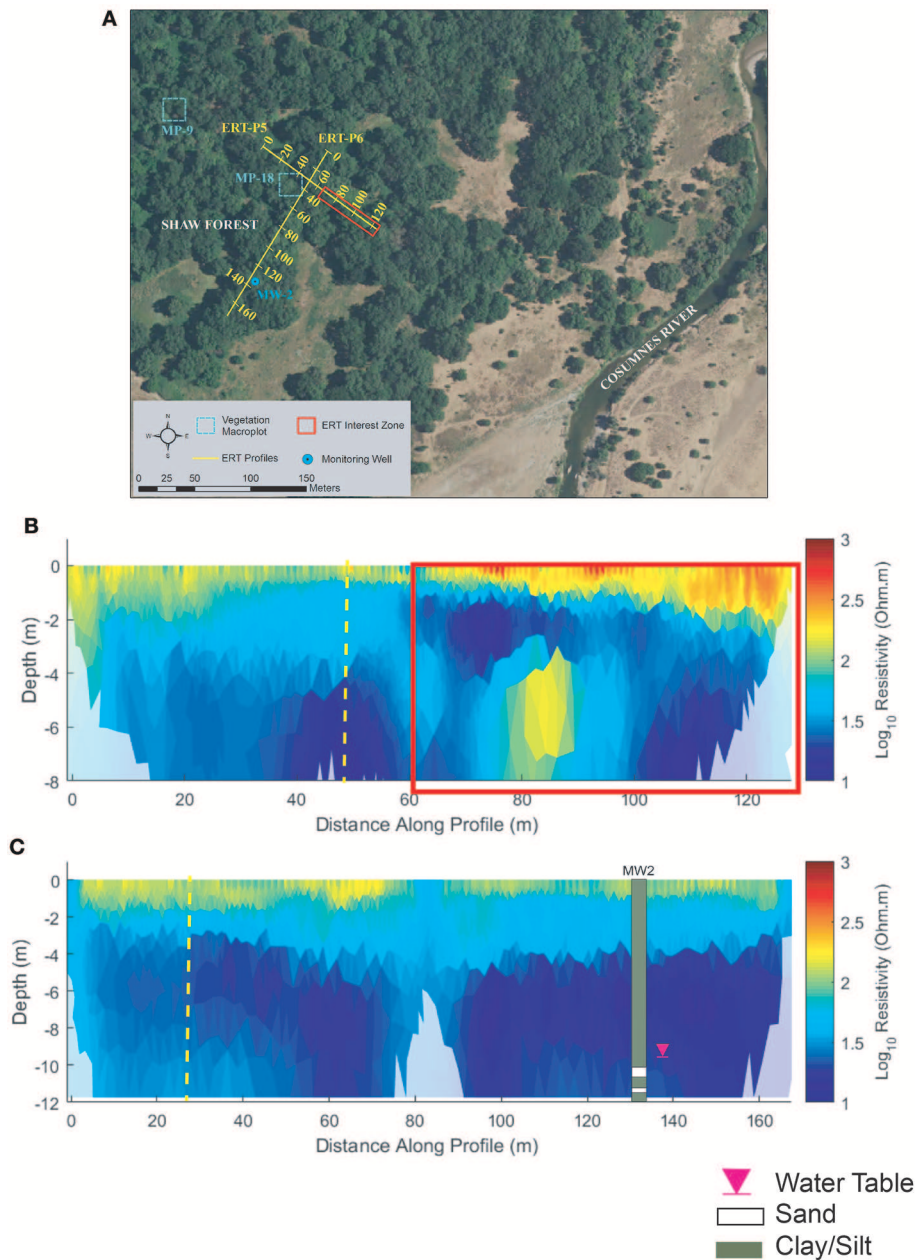 A
MP-9
ERT-P5
ERT-P6
0
20
40
60
80
100
120
0
40
60
80
100
120
140
160
MP-18
SHAW FOREST
MW-2
COSUMNES RIVER
N
W
E
S
Vegetation
Macroplot
ERT Interest Zone
ERT Profiles
Monitoring Well
0 25 50 100 150
Meters
B
0
-2
-4
-6
-8
Depth (m)
0 20 40 60 80 100 120
Distance Along Profile (m)
3
2.5
2
1.5
1
Log10 Resistivity (Ohm.m)
C
MW2
0
-2
-4
-6
-8
-10
-12
Depth (m)
0 20 40 60 80 100 120 140 160
Distance Along Profile (m)
3
2.5
2
1.5
1
Log10 Resistivity (Ohm.m)
Water Table
Sand
Clay/Silt